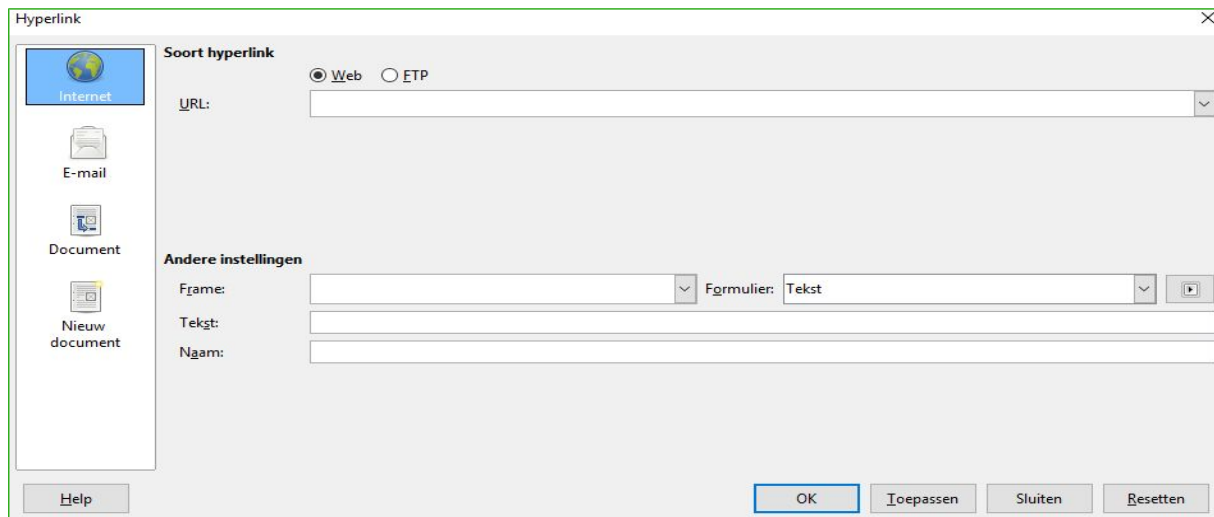 Hyperlink
Internet
E-mail
Document
Nieuw
document
Soort hyperlink
Web FTP
URL:
Andere instellingen
Frame: Formulier: Tekst
Tekst:
Naam:
Help OK Toepassen Sluiten Resetten